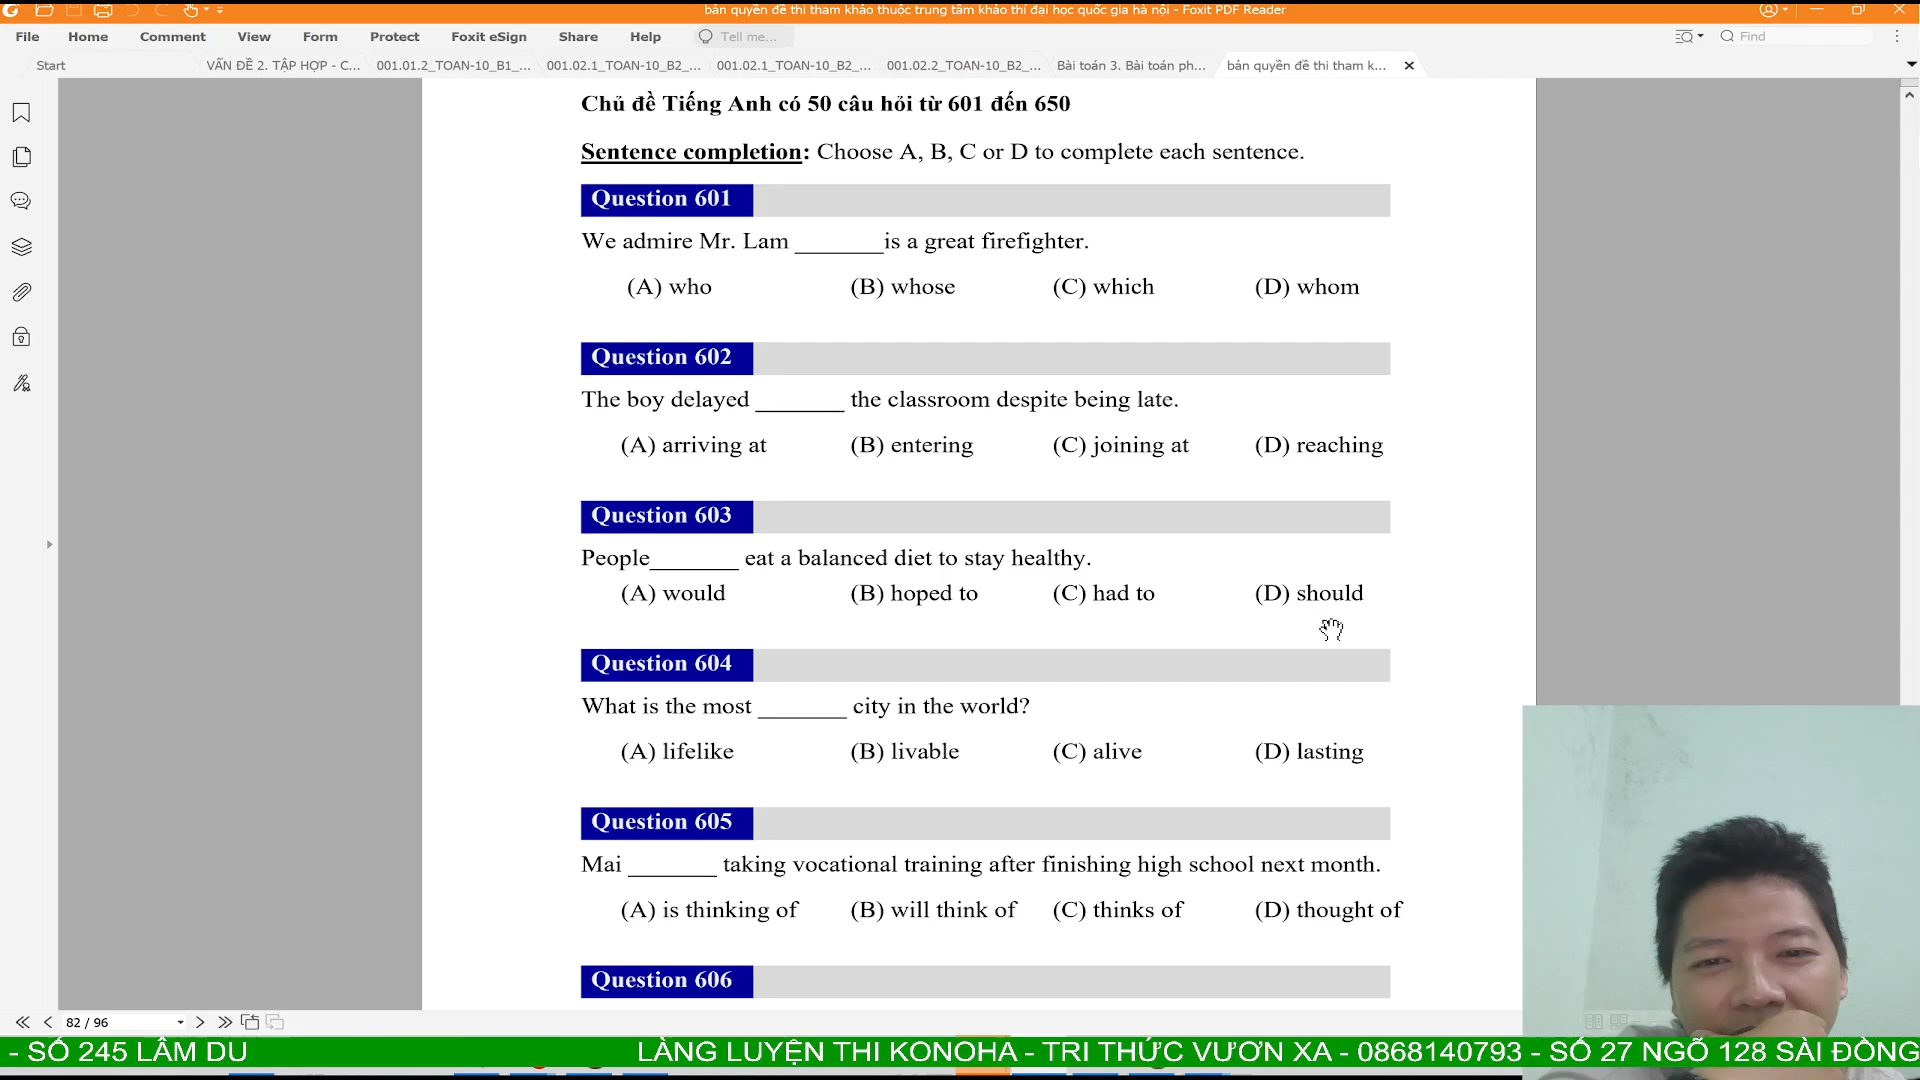 bản quyền đề thi tham khảo thuộc trung tâm khảo thí đại học quốc gia hà nội - Foxit PDF Reader
File Home Comment View Form Protect Foxit eSign Share Help Tell me... Find
Start VẤN ĐỀ 2. TẬP HỢP - C... 001.01.2_TOAN-10_B1_... 001.02.1_TOAN-10_B2_... 001.02.1_TOAN-10_B2_... 001.02.2_TOAN-10_B2_... Bài toán 3. Bài toán ph... bản quyền đề thi tham k...
Chủ đề Tiếng Anh có 50 câu hỏi từ 601 đến 650
Sentence completion: Choose A, B, C or D to complete each sentence.
Question 601
We admire Mr. Lam _______is a great firefighter.
(A) who (B) whose (C) which (D) whom
Question 602
The boy delayed _______ the classroom despite being late.
(A) arriving at (B) entering (C) joining at (D) reaching
Question 603
People_______ eat a balanced diet to stay healthy.
(A) would (B) hoped to (C) had to (D) should
Question 604
What is the most _______ city in the world?
(A) lifelike (B) livable (C) alive (D) lasting
Question 605
Mai _______ taking vocational training after finishing high school next month.
(A) is thinking of (B) will think of (C) thinks of (D) thought of
Question 606
82 / 96
- SỐ 245 LÂM DU LÀNG LUYỆN THI KONOHA - TRI THỨC VƯƠN XA - 0868140793 - SỐ 27 NGÕ 128 SÀI ĐỒNG